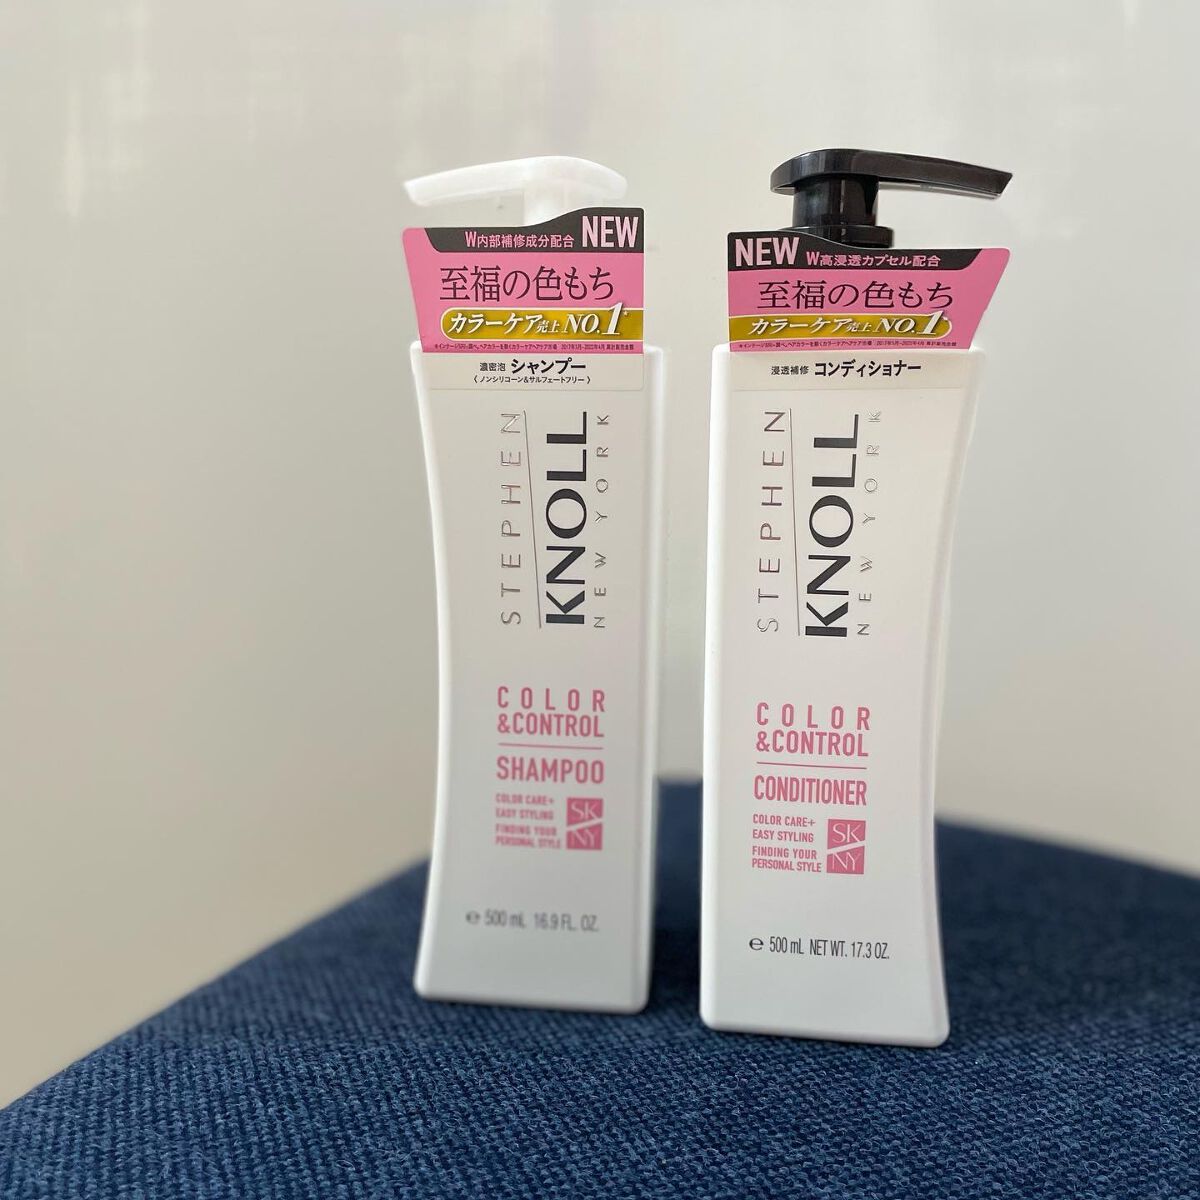 W内部補修成分配合 NEW
至福の色もち
カラーケア売上 NO.1*
濃密泡 シャンプー
〈ノンシリコーン&サルフェートフリー〉
STEPHEN
KNOLL
NEW YORK
COLOR
&CONTROL
SHAMPOO
COLOR CARE+
EASY STYLING
FINDING YOUR
PERSONAL STYLE
SK
NY
℮ 500 mL 16.9 FL. OZ.
NEW W高浸透カプセル配合
至福の色もち
カラーケア売上 NO.1*
浸透補修 コンディショナー
STEPHEN
KNOLL
NEW YORK
COLOR
&CONTROL
CONDITIONER
COLOR CARE+
EASY STYLING
FINDING YOUR
PERSONAL STYLE
SK
NY
℮ 500 mL NET WT. 17.3 OZ.